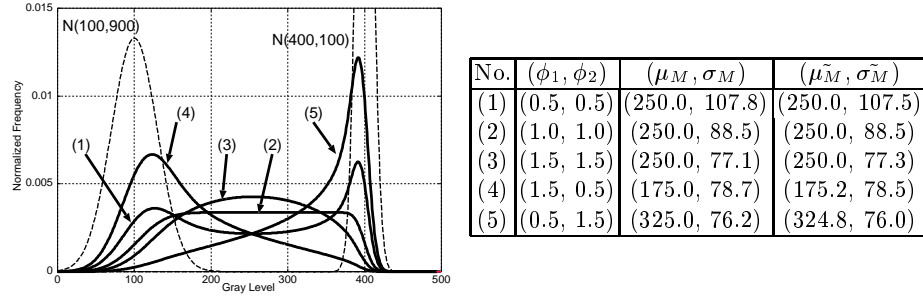 0.015
N(100,900)
N(400,100)
0.01
(4)
(5)
(1)
(3)
(2)
0.005
0
0 100 200 300 400 500
Normalized Frequency
Gray Level
No. (ϕ₁, ϕ₂) (μ_M, σ_M) (μ_M̃, σ_M̃)
(1) (0.5, 0.5) (250.0, 107.8) (250.0, 107.5)
(2) (1.0, 1.0) (250.0, 88.5) (250.0, 88.5)
(3) (1.5, 1.5) (250.0, 77.1) (250.0, 77.3)
(4) (1.5, 0.5) (175.0, 78.7) (175.2, 78.5)
(5) (0.5, 1.5) (325.0, 76.2) (324.8, 76.0)